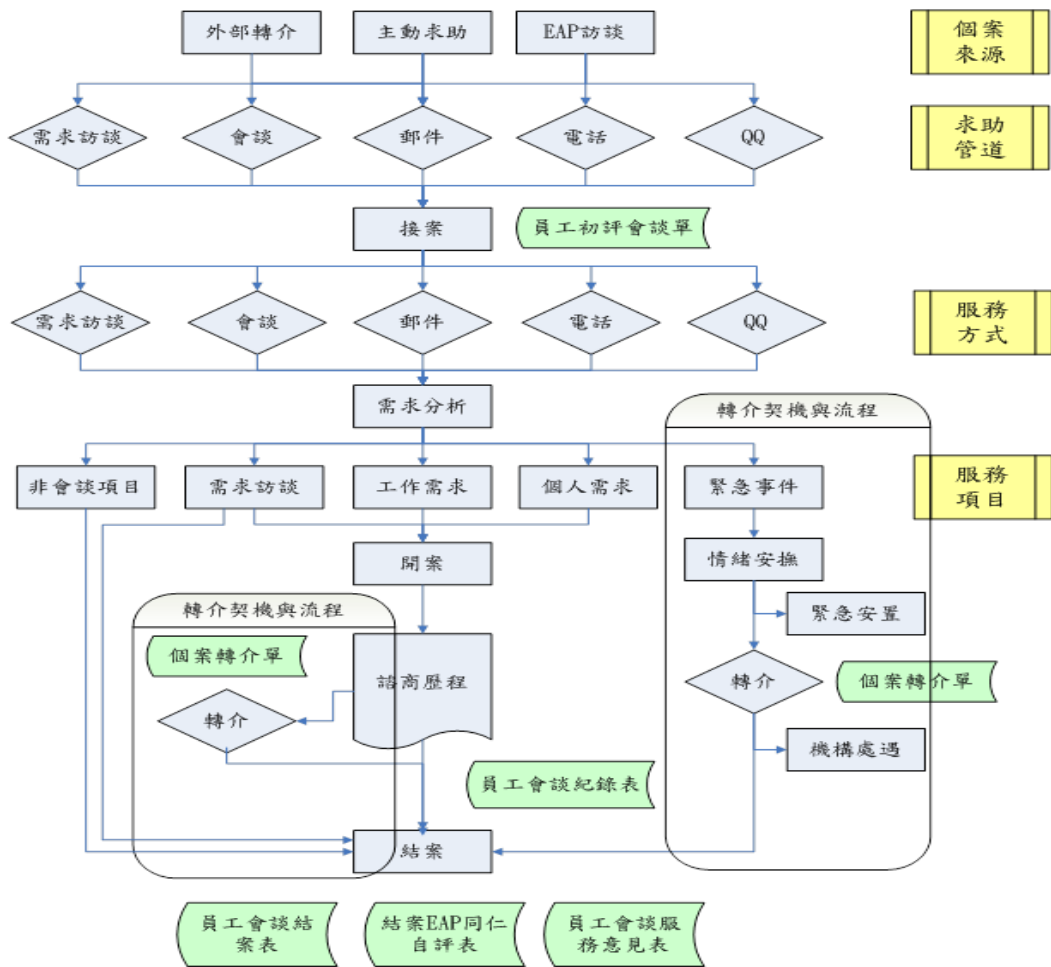 外部轉介
主動求助
EAP訪談
個案
來源
需求訪談
會談
郵件
電話
QQ
求助
管道
接案
員工初評會談單
需求訪談
會談
郵件
電話
QQ
服務
方式
需求分析
轉介契機與流程
非會談項目
需求訪談
工作需求
個人需求
緊急事件
服務
項目
開案
情緒安撫
轉介契機與流程
緊急安置
個案轉介單
諮商歷程
轉介
轉介
個案轉介單
機構處遇
員工會談紀錄表
結案
員工會談結
案表
結案EAP同仁
自評表
員工會談服
務意見表